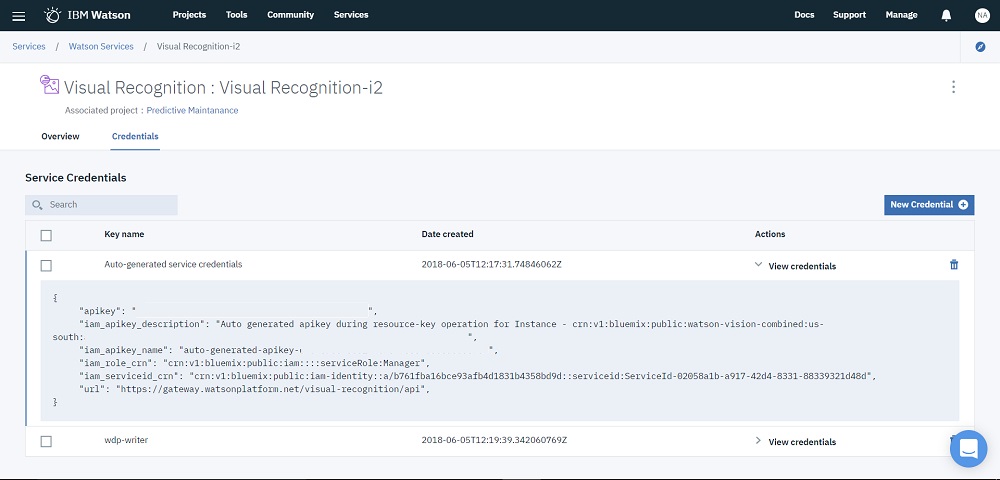 IBM Watson Projects Tools Community Services Docs Support Manage NA
Services / Watson Services / Visual Recognition-i2
Visual Recognition : Visual Recognition-i2
Associated project : Predictive Maintanance
Overview Credentials
Service Credentials
Search New Credential
Key name Date created Actions
Auto-generated service credentials 2018-06-05T12:17:31.74846062Z View credentials
{
"apikey": " ",
"iam_apikey_description": "Auto generated apikey during resource-key operation for Instance - crn:v1:bluemix:public:watson-vision-combined:us-
south: ",
"iam_apikey_name": "auto-generated-apikey- ",
"iam_role_crn": "crn:v1:bluemix:public:iam::::serviceRole:Manager",
"iam_serviceid_crn": "crn:v1:bluemix:public:iam-identity::a/b761fba16bce93afb4d1831b4358bd9d::serviceid:ServiceId-02058a1b-a917-42d4-8331-88339321d48d",
"url": "https://gateway.watsonplatform.net/visual-recognition/api",
}
wdp-writer 2018-06-05T12:19:39.342060769Z View credentials